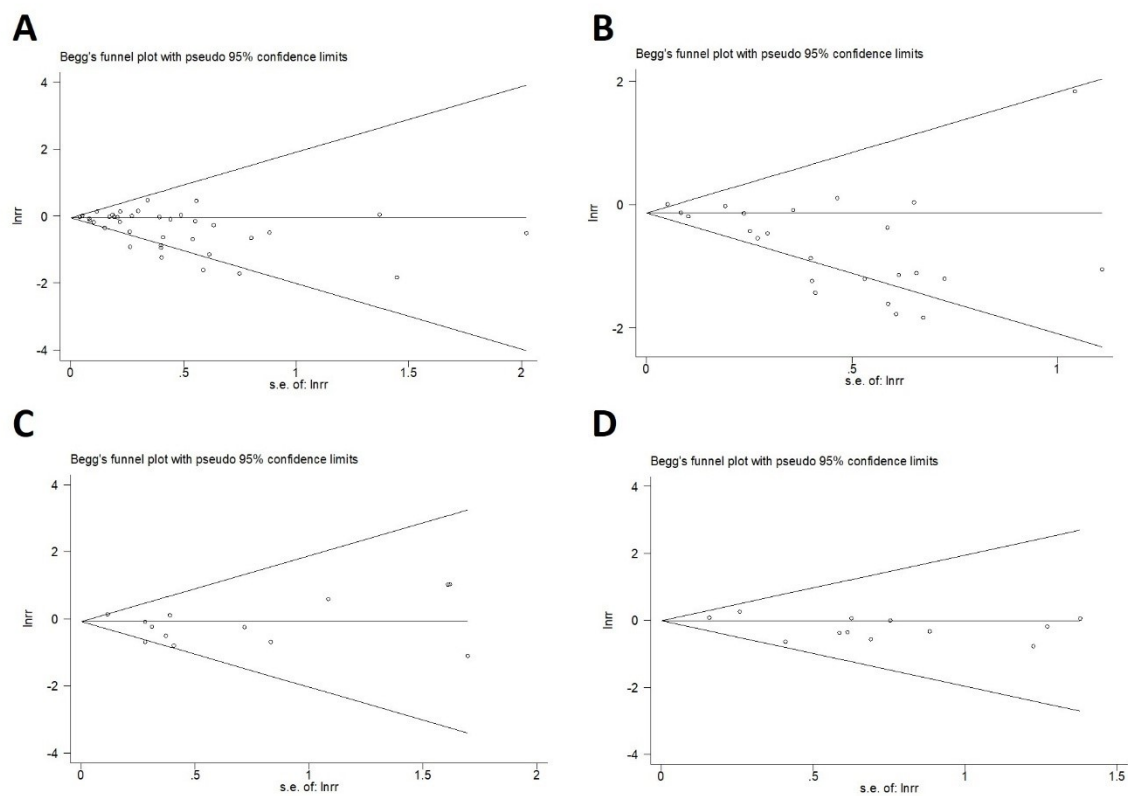 A
Begg's funnel plot with pseudo 95% confidence limits
4
2
0
-2
-4
lnrr
0
.5
1
1.5
2
s.e. of: lnrr
B
Begg's funnel plot with pseudo 95% confidence limits
2
0
-2
lnrr
0
.5
1
s.e. of: lnrr
C
Begg's funnel plot with pseudo 95% confidence limits
4
2
0
-2
-4
lnrr
0
.5
1
1.5
2
s.e. of: lnrr
D
Begg's funnel plot with pseudo 95% confidence limits
4
2
0
-2
-4
lnrr
0
.5
1
1.5
s.e. of: lnrr